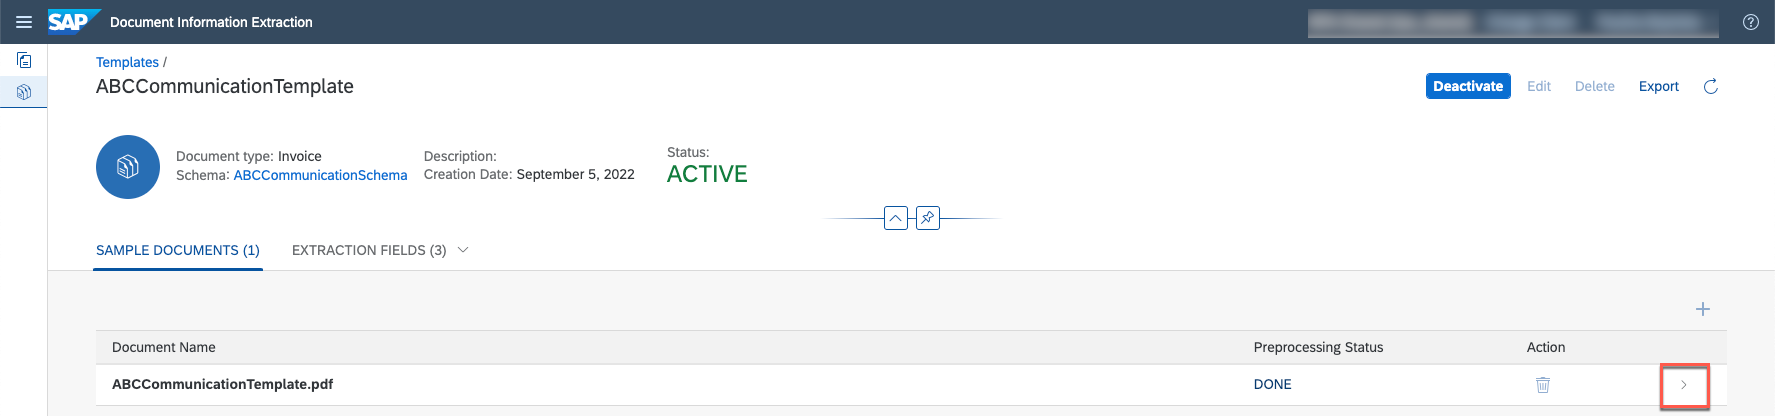 SAP Document Information Extraction
Templates /
ABCCommunicationTemplate
Deactivate Edit Delete Export
Document type: Invoice Description: Status:
Schema: ABCCommunicationSchema Creation Date: September 5, 2022 ACTIVE
SAMPLE DOCUMENTS (1) EXTRACTION FIELDS (3)
Document Name Preprocessing Status Action
ABCCommunicationTemplate.pdf DONE